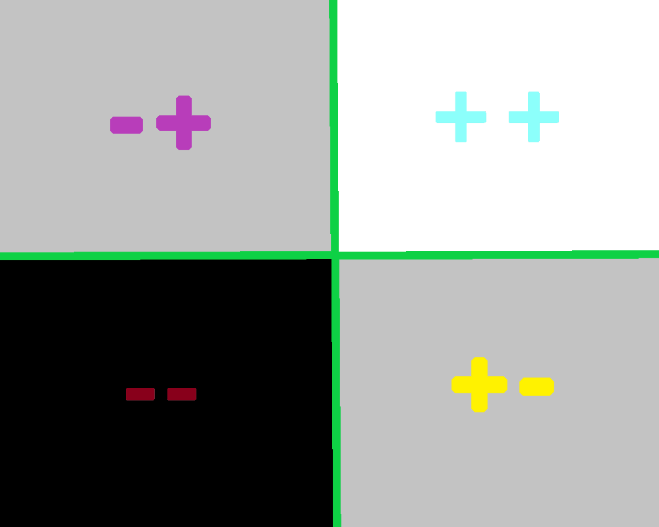 - +
+ +
- -
+ -